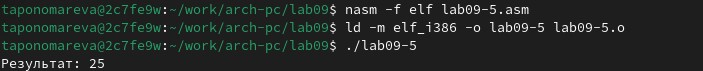 taponomareva@2c7fe9w:~/work/arch-pc/lab09$ nasm -f elf lab09-5.asm
taponomareva@2c7fe9w:~/work/arch-pc/lab09$ ld -m elf_i386 -o lab09-5 lab09-5.o
taponomareva@2c7fe9w:~/work/arch-pc/lab09$ ./lab09-5
Результат: 25